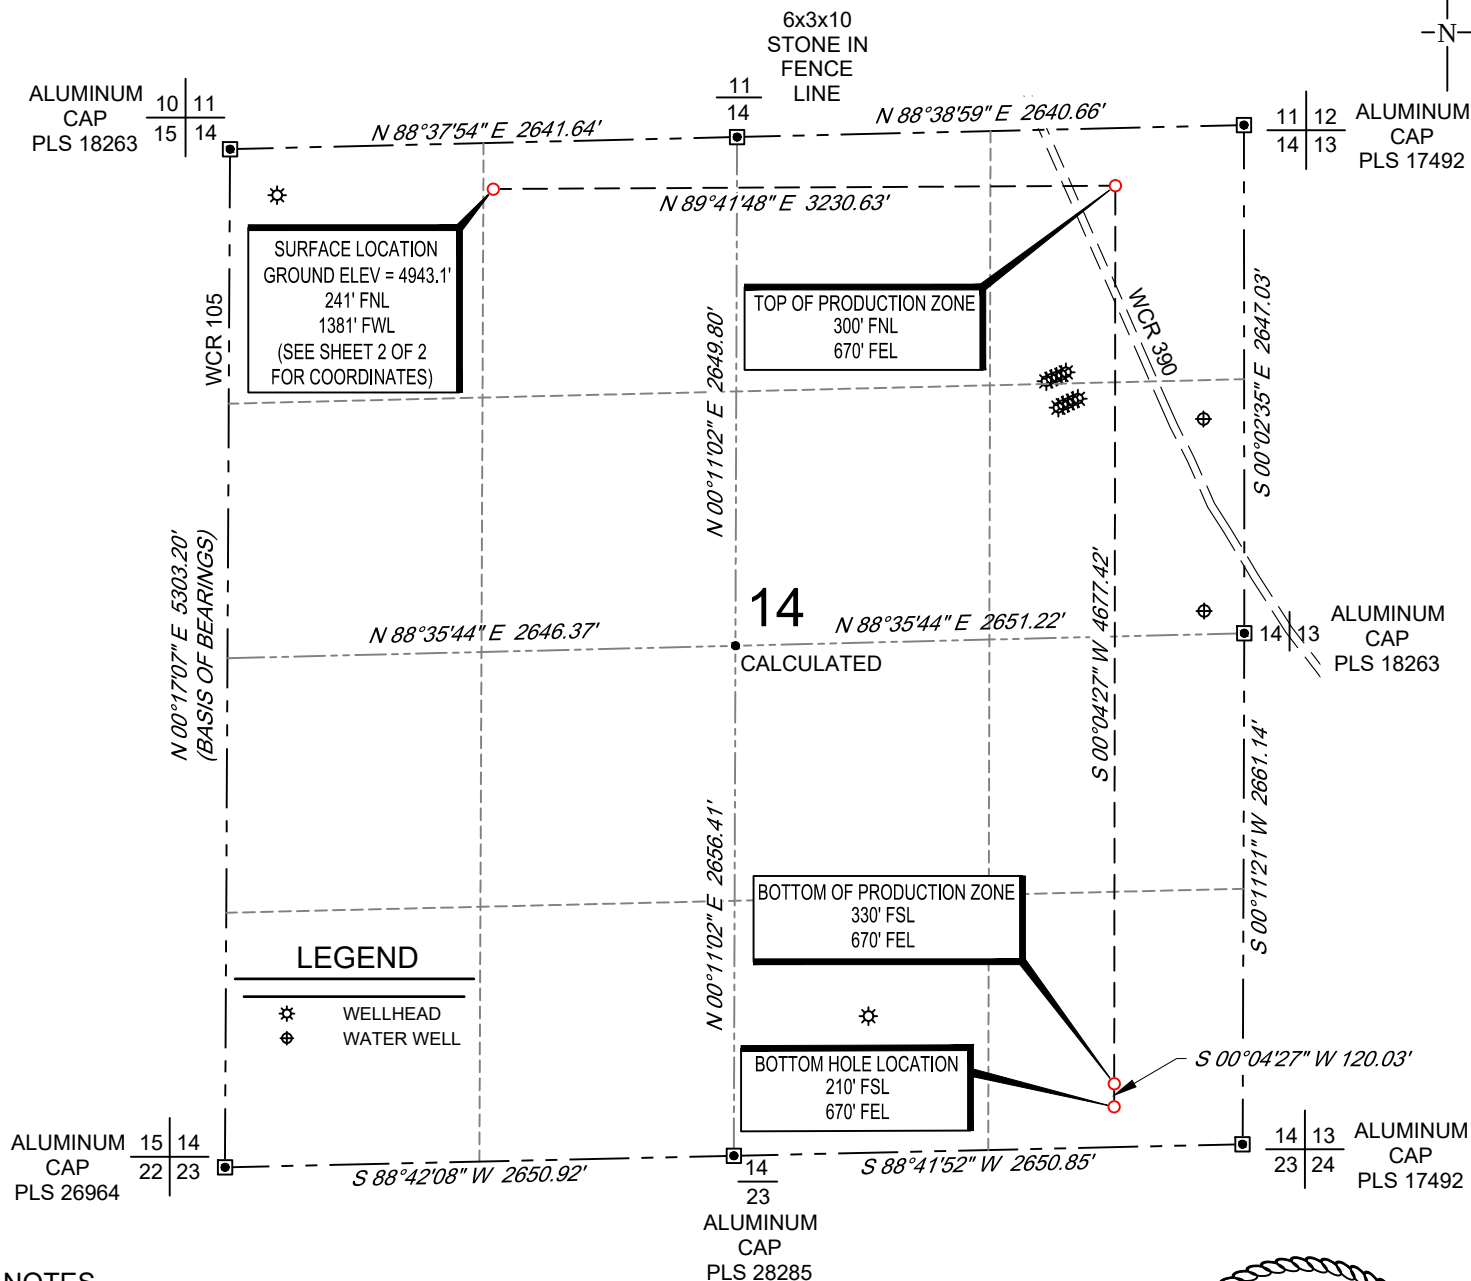 6x3x10
STONE IN
FENCE
LINE
N
ALUMINUM
CAP
PLS 18263
10 11
15 14
11
14
N 88°37'54" E 2641.64'
N 88°38'59" E 2640.66'
11 12
14 13
ALUMINUM
CAP
PLS 17492
N 89°41'48" E 3230.63'
SURFACE LOCATION
GROUND ELEV = 4943.1'
241' FNL
1381' FWL
(SEE SHEET 2 OF 2
FOR COORDINATES)
TOP OF PRODUCTION ZONE
300' FNL
670' FEL
WCR 105
WCR 390
N 00°11'02" E 2649.80'
S 00°02'35" E 2647.03'
N 00°17'07" E 5303.20'
(BASIS OF BEARINGS)
S 00°04'27" W 4677.42'
14
N 88°35'44" E 2646.37'
N 88°35'44" E 2651.22'
CALCULATED
14 13
ALUMINUM
CAP
PLS 18263
N 00°11'02" E 2656.41'
S 00°11'21" W 2661.14'
BOTTOM OF PRODUCTION ZONE
330' FSL
670' FEL
LEGEND
WELLHEAD
WATER WELL
BOTTOM HOLE LOCATION
210' FSL
670' FEL
S 00°04'27" W 120.03'
ALUMINUM
CAP
PLS 26964
15 14
22 23
S 88°42'08" W 2650.92'
14
23
S 88°41'52" W 2650.85'
14 13
23 24
ALUMINUM
CAP
PLS 17492
ALUMINUM
CAP
PLS 28285
NOTES